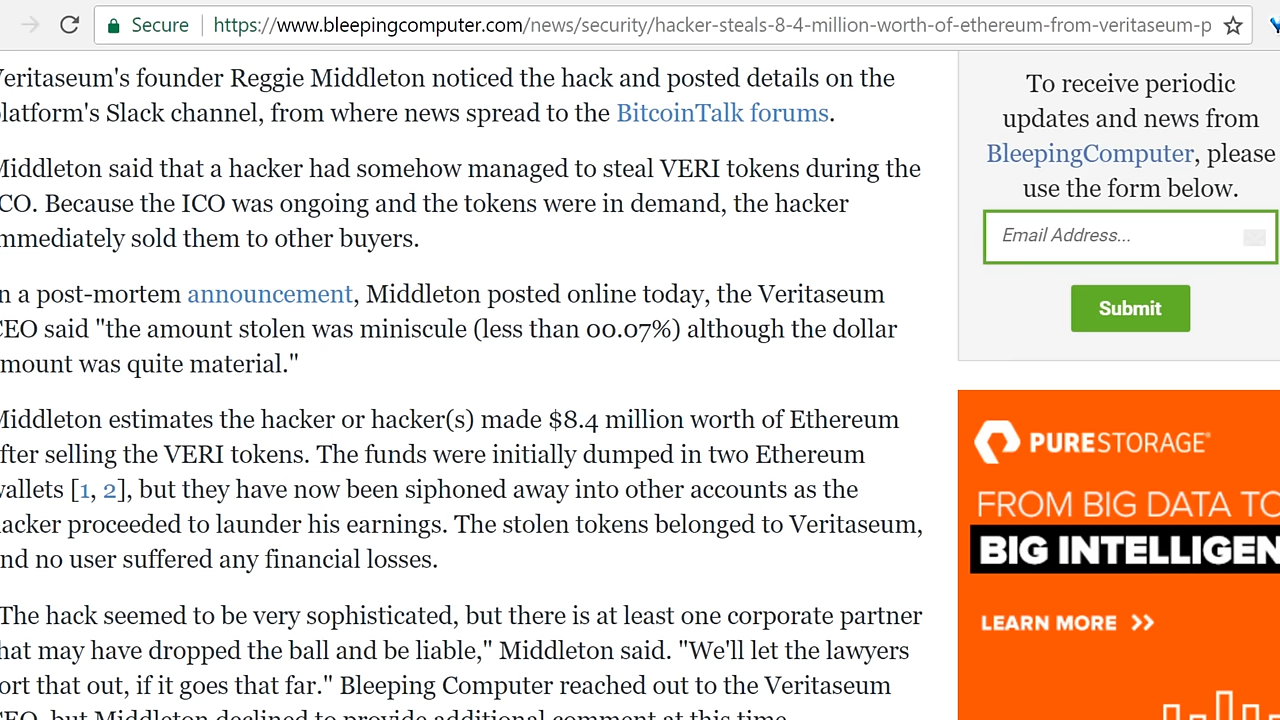 Secure
https://www.bleepingcomputer.com/news/security/hacker-steals-8-4-million-worth-of-ethereum-from-veritaseum-p
eritaseum's founder Reggie Middleton noticed the hack and posted details on the
latform's Slack channel, from where news spread to the BitcoinTalk forums.
Middleton said that a hacker had somehow managed to steal VERI tokens during the
CO. Because the ICO was ongoing and the tokens were in demand, the hacker
mmediately sold them to other buyers.
n a post-mortem announcement, Middleton posted online today, the Veritaseum
CEO said "the amount stolen was miniscule (less than 00.07%) although the dollar
mount was quite material."
Middleton estimates the hacker or hacker(s) made $8.4 million worth of Ethereum
fter selling the VERI tokens. The funds were initially dumped in two Ethereum
wallets [1, 2], but they have now been siphoned away into other accounts as the
hacker proceeded to launder his earnings. The stolen tokens belonged to Veritaseum,
nd no user suffered any financial losses.
The hack seemed to be very sophisticated, but there is at least one corporate partner
hat may have dropped the ball and be liable," Middleton said. "We'll let the lawyers
ort that out, if it goes that far." Bleeping Computer reached out to the Veritaseum
CEO, but Middleton declined to provide additional comment at this time.
To receive periodic
updates and news from
BleepingComputer, please
use the form below.
Email Address...
Submit
PURESTORAGE
FROM BIG DATA TO
BIG INTELLIGEN
LEARN MORE >>